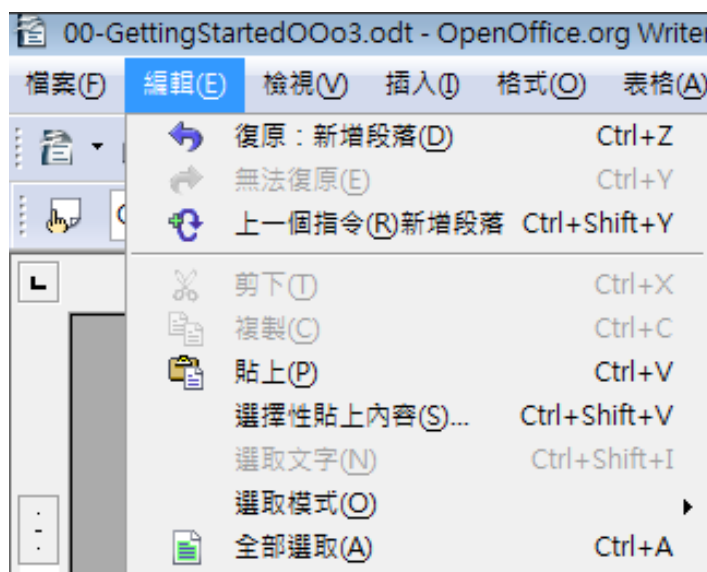 00-GettingStartedOOo3.odt - OpenOffice.org Writer
檔案(F) 編輯(E) 檢視(V) 插入(I) 格式(O) 表格(A)
復原：新增段落(D) Ctrl+Z
無法復原(E) Ctrl+Y
上一個指令(R)新增段落 Ctrl+Shift+Y
剪下(T) Ctrl+X
複製(C) Ctrl+C
貼上(P) Ctrl+V
選擇性貼上內容(S)... Ctrl+Shift+V
選取文字(N) Ctrl+Shift+I
選取模式(O)
全部選取(A) Ctrl+A